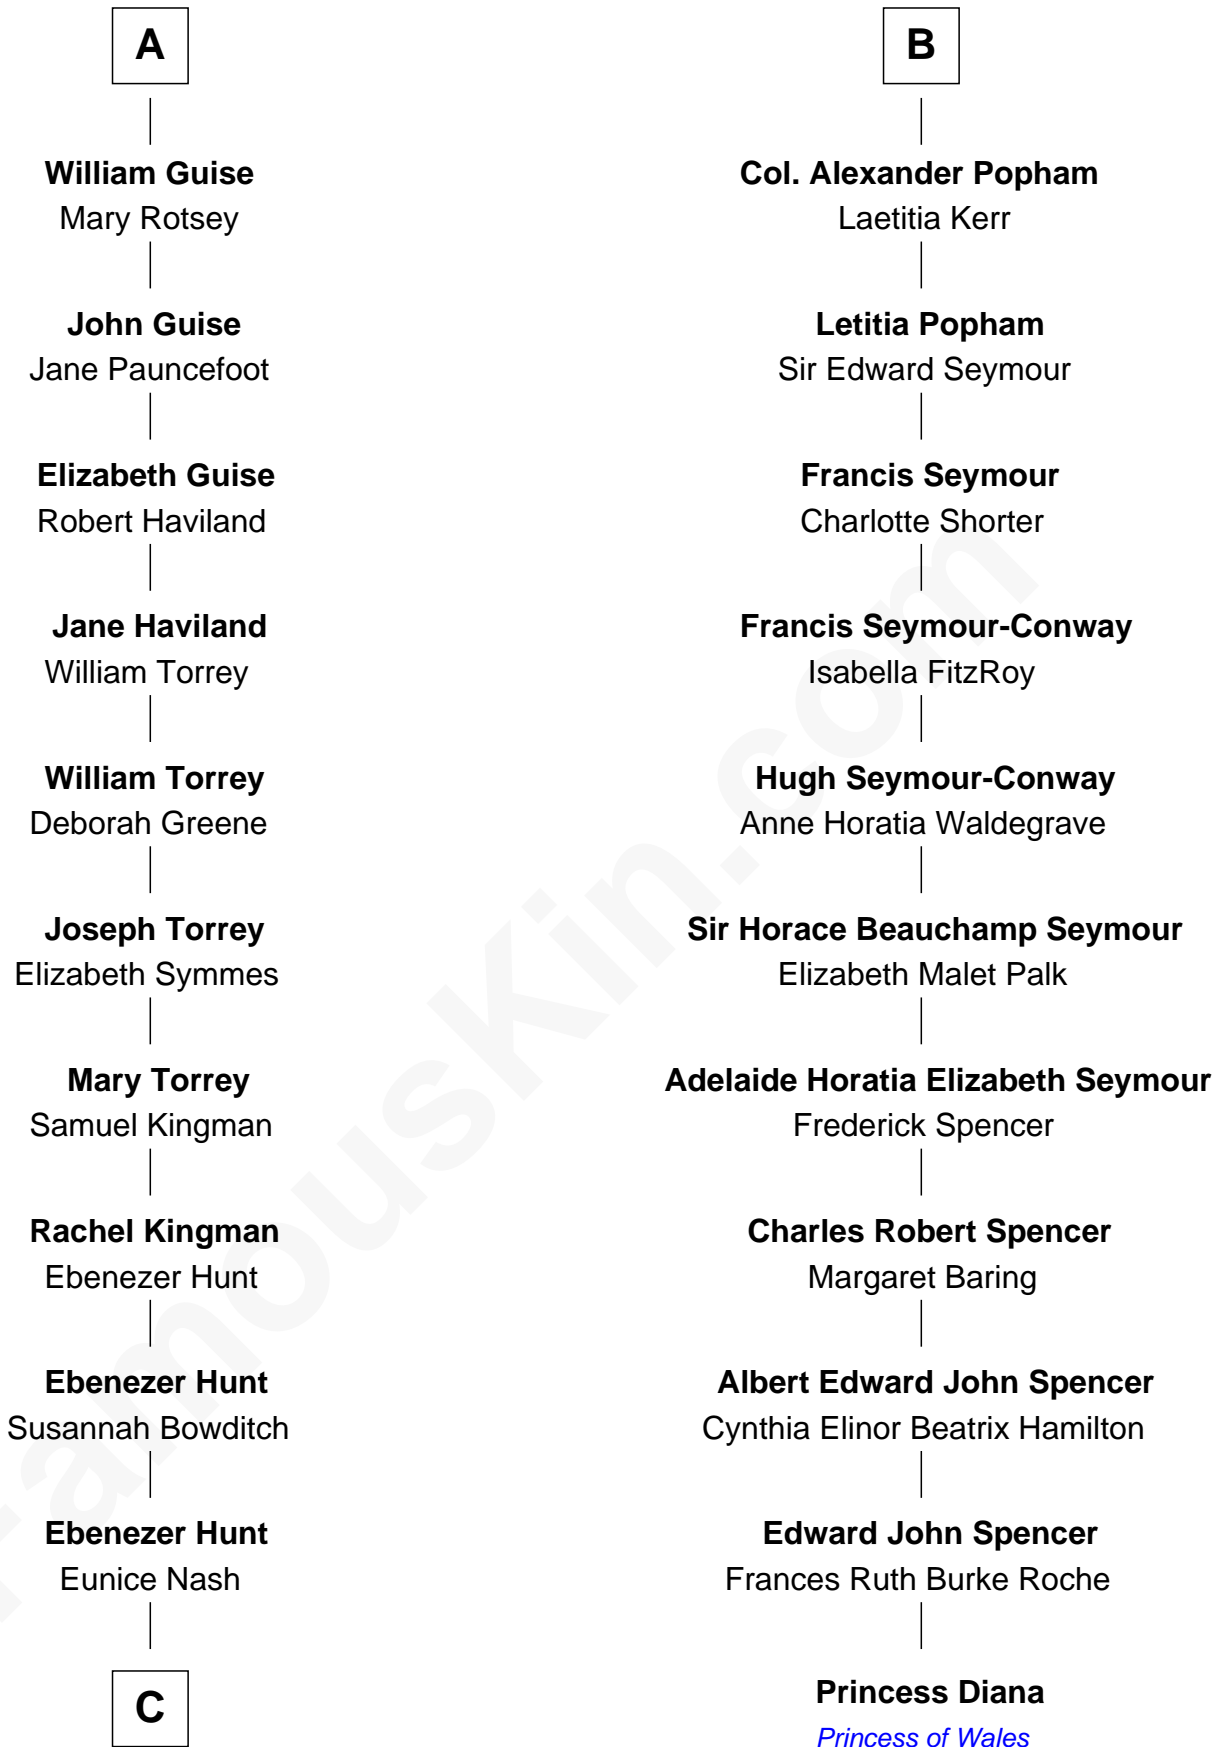 A
William Guise
Mary Rotsey
John Guise
Jane Pauncefoot
Elizabeth Guise
Robert Haviland
Jane Haviland
William Torrey
William Torrey
Deborah Greene
Joseph Torrey
Elizabeth Symmes
Mary Torrey
Samuel Kingman
Rachel Kingman
Ebenezer Hunt
Ebenezer Hunt
Susannah Bowditch
Ebenezer Hunt
Eunice Nash
C
B
Col. Alexander Popham
Laetitia Kerr
Letitia Popham
Sir Edward Seymour
Francis Seymour
Charlotte Shorter
Francis Seymour-Conway
Isabella FitzRoy
Hugh Seymour-Conway
Anne Horatia Waldegrave
Sir Horace Beauchamp Seymour
Elizabeth Malet Palk
Adelaide Horatia Elizabeth Seymour
Frederick Spencer
Charles Robert Spencer
Margaret Baring
Albert Edward John Spencer
Cynthia Elinor Beatrix Hamilton
Edward John Spencer
Frances Ruth Burke Roche
Princess Diana
Princess of Wales
FamousKin.com